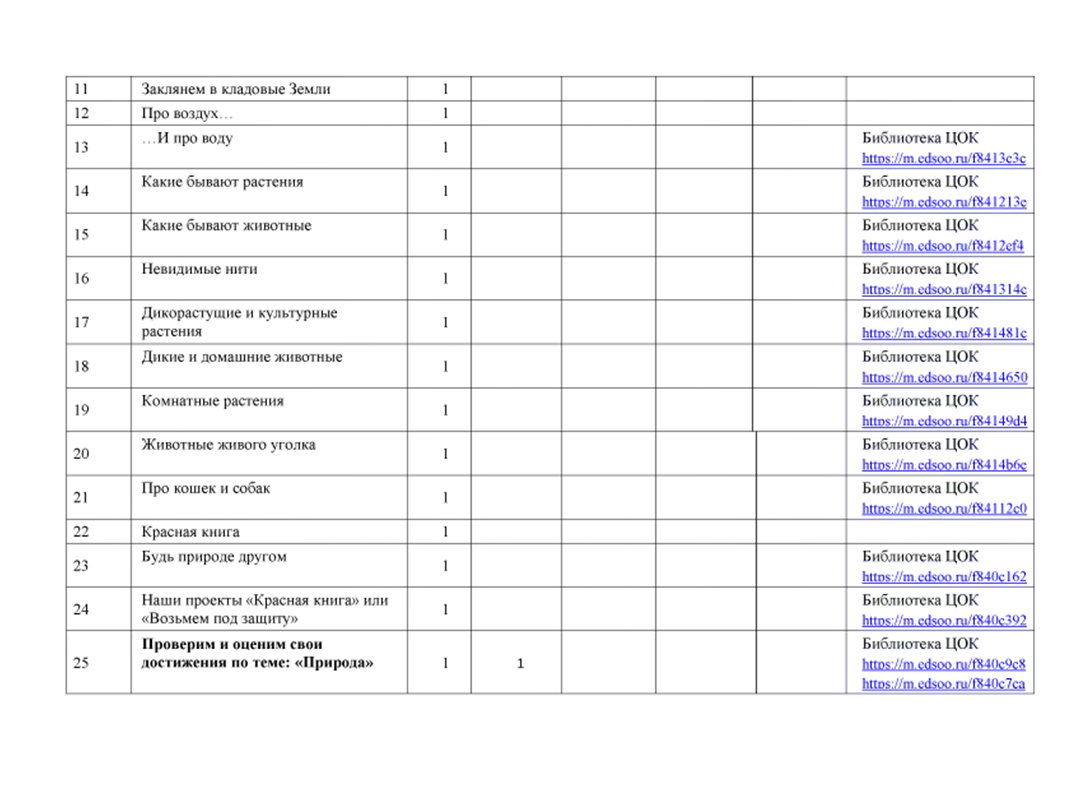 11 Заклянем в кладовые Земли 1
12 Про воздух… 1
13 …И про воду 1 Библиотека ЦОК
https://m.edsoo.ru/f8413c3c
14 Какие бывают растения 1 Библиотека ЦОК
https://m.edsoo.ru/f841213e
15 Какие бывают животные 1 Библиотека ЦОК
https://m.edsoo.ru/f8412ef4
16 Невидимые нити 1 Библиотека ЦОК
https://m.edsoo.ru/f841314c
17 Дикорастущие и культурные
растения 1 Библиотека ЦОК
https://m.edsoo.ru/f841481c
18 Дикие и домашние животные 1 Библиотека ЦОК
https://m.edsoo.ru/f8414650
19 Комнатные растения 1 Библиотека ЦОК
https://m.edsoo.ru/f84149d4
20 Животные живого уголка 1 Библиотека ЦОК
https://m.edsoo.ru/f8414b6e
21 Про кошек и собак 1 Библиотека ЦОК
https://m.edsoo.ru/f84112c0
22 Красная книга 1
23 Будь природе другом 1 Библиотека ЦОК
https://m.edsoo.ru/f840c162
24 Наши проекты «Красная книга» или
«Возьмем под защиту» 1 Библиотека ЦОК
https://m.edsoo.ru/f840c392
25 Проверим и оценим свои
достижения по теме: «Природа» 1 1 Библиотека ЦОК
https://m.edsoo.ru/f840c9c8
https://m.edsoo.ru/f840c7ca